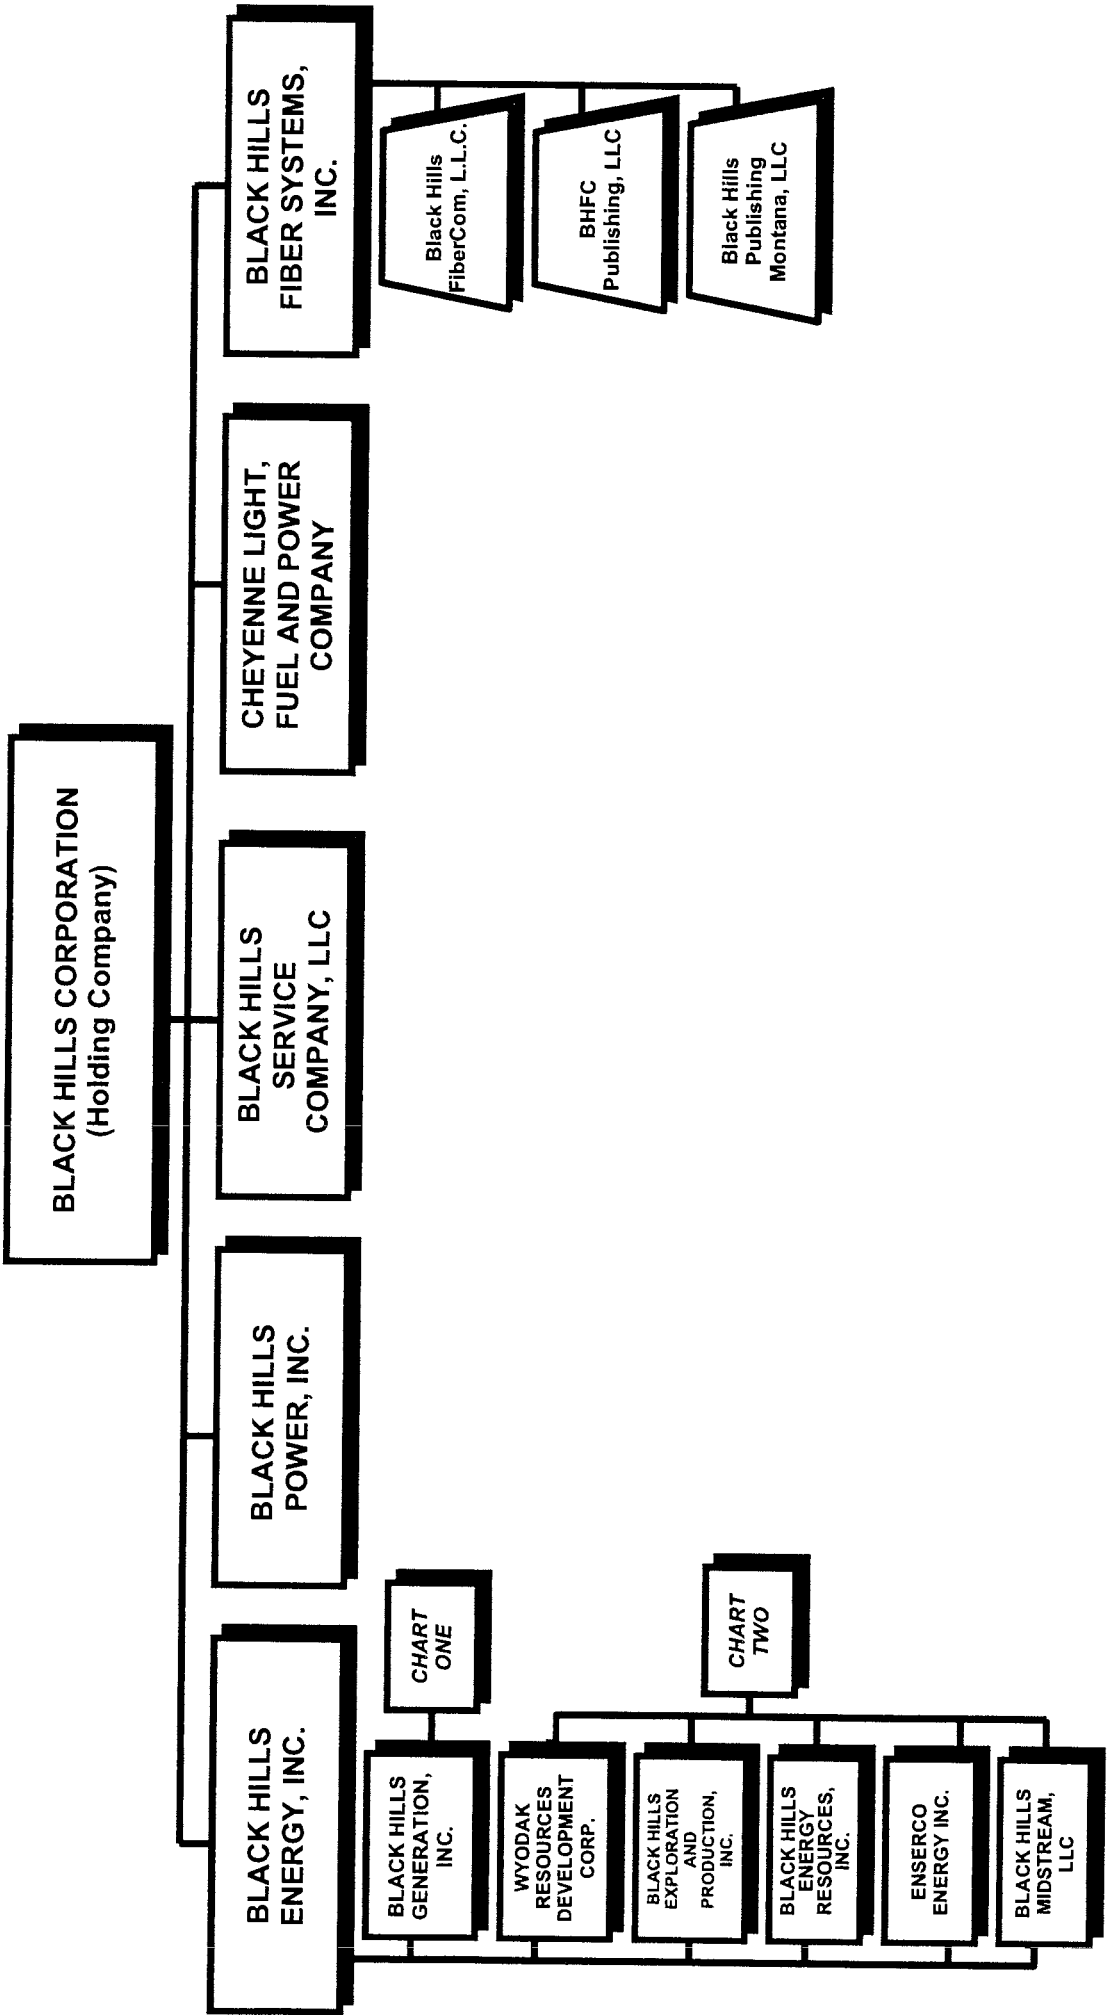 BLACK HILLS CORPORATION
(Holding Company)
BLACK HILLS
ENERGY, INC.
BLACK HILLS
POWER, INC.
BLACK HILLS
SERVICE
COMPANY, LLC
CHEYENNE LIGHT,
FUEL AND POWER
COMPANY
BLACK HILLS
FIBER SYSTEMS,
INC.
BLACK HILLS
GENERATION,
INC.
CHART
ONE
WYODAK
RESOURCES
DEVELOPMENT
CORP.
BLACK HILLS
EXPLORATION
AND
PRODUCTION,
INC.
BLACK HILLS
ENERGY
RESOURCES,
INC.
ENSERCO
ENERGY INC.
BLACK HILLS
MIDSTREAM,
LLC
CHART
TWO
Black Hills
FiberCom, L.L.C.
BHFC
Publishing, LLC
Black Hills
Publishing
Montana, LLC